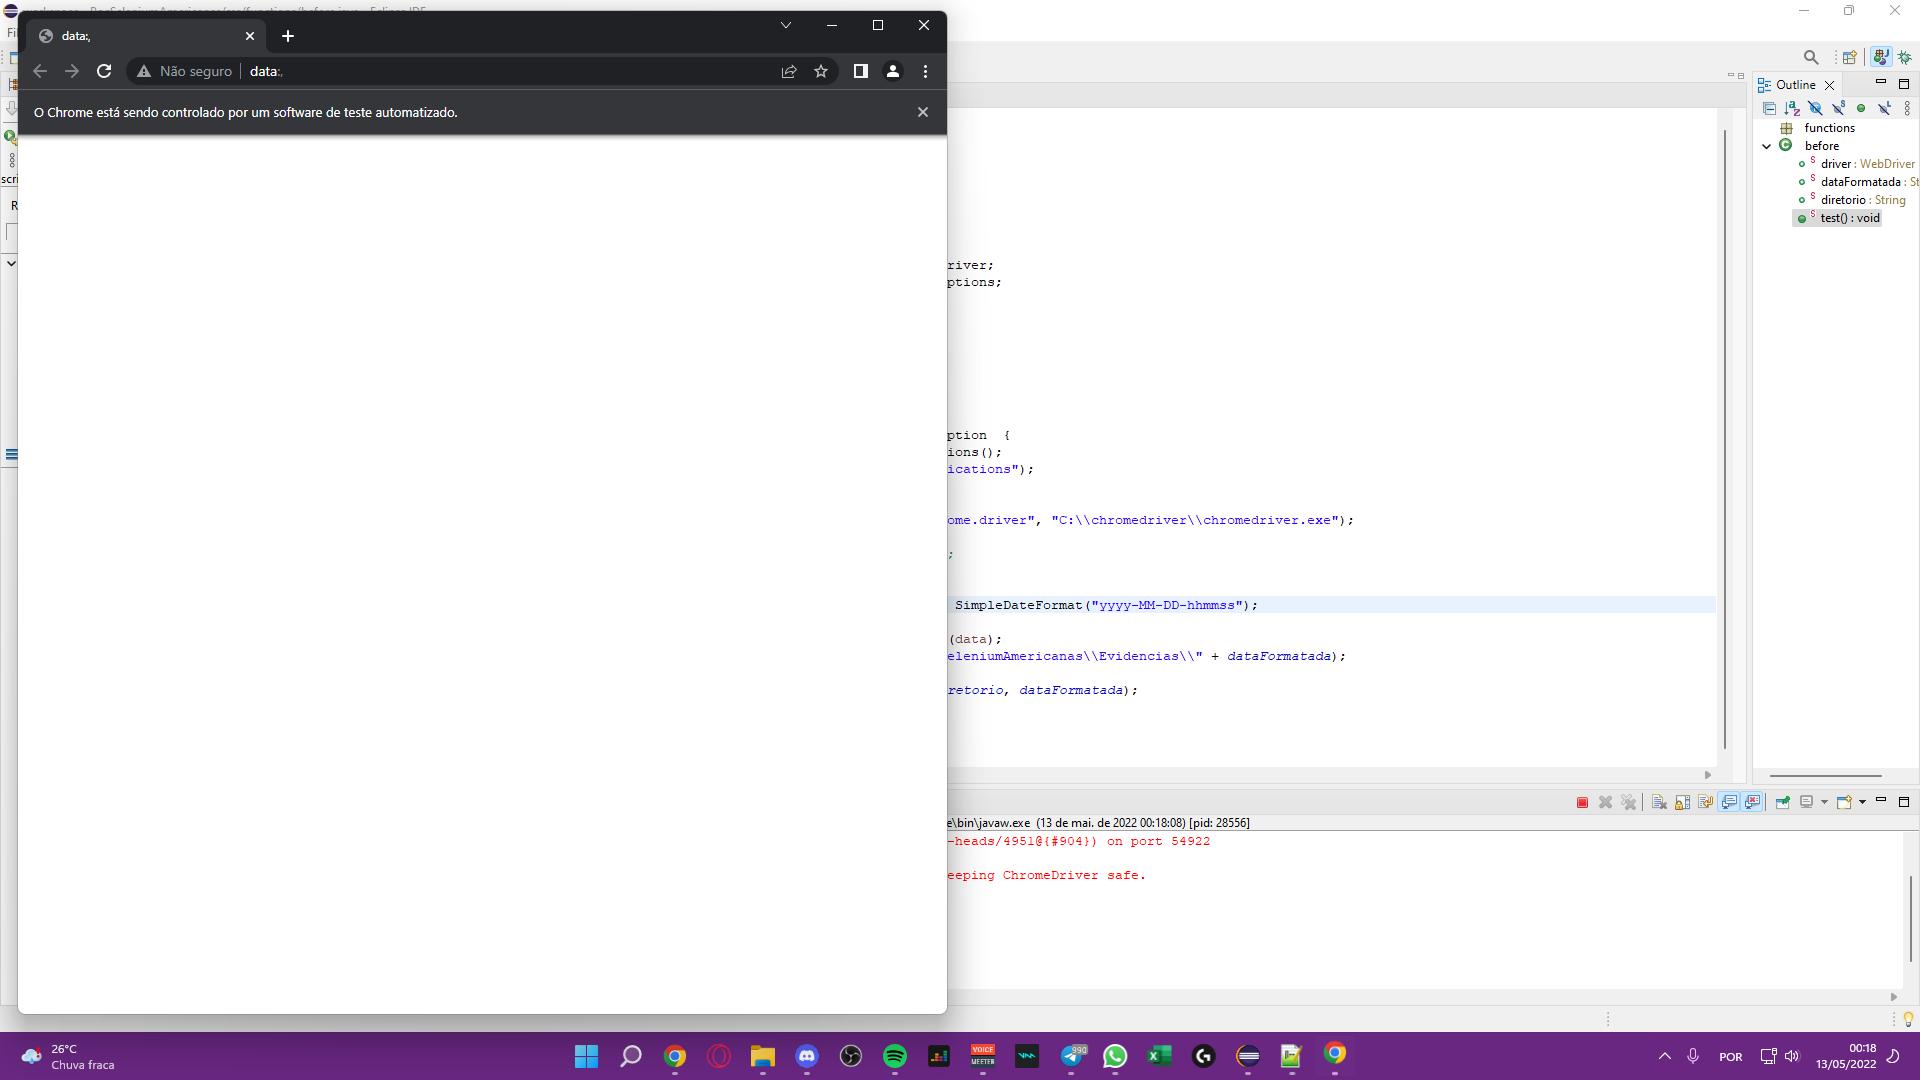 data:,
Não seguro
data:,
O Chrome está sendo controlado por um software de teste automatizado.
Outline
functions
before
driver : WebDriver
dataFormatada : St
diretorio : String
test() : void
scri
R
river;
ptions;
ption {
ions();
ications");
ome.driver", "C:\\chromedriver\\chromedriver.exe");
;
SimpleDateFormat("yyyy-MM-DD-hhmmss");
(data);
eleniumAmericanas\\Evidencias\\" + dataFormatada);
retorio, dataFormatada);
e\bin\javaw.exe (13 de mai. de 2022 00:18:08) [pid: 28556]
-heads/4951@{#904}) on port 54922
eeping ChromeDriver safe.
26°C
Chuva fraca
VOICE
MEETER
990
POR
00:18
13/05/2022